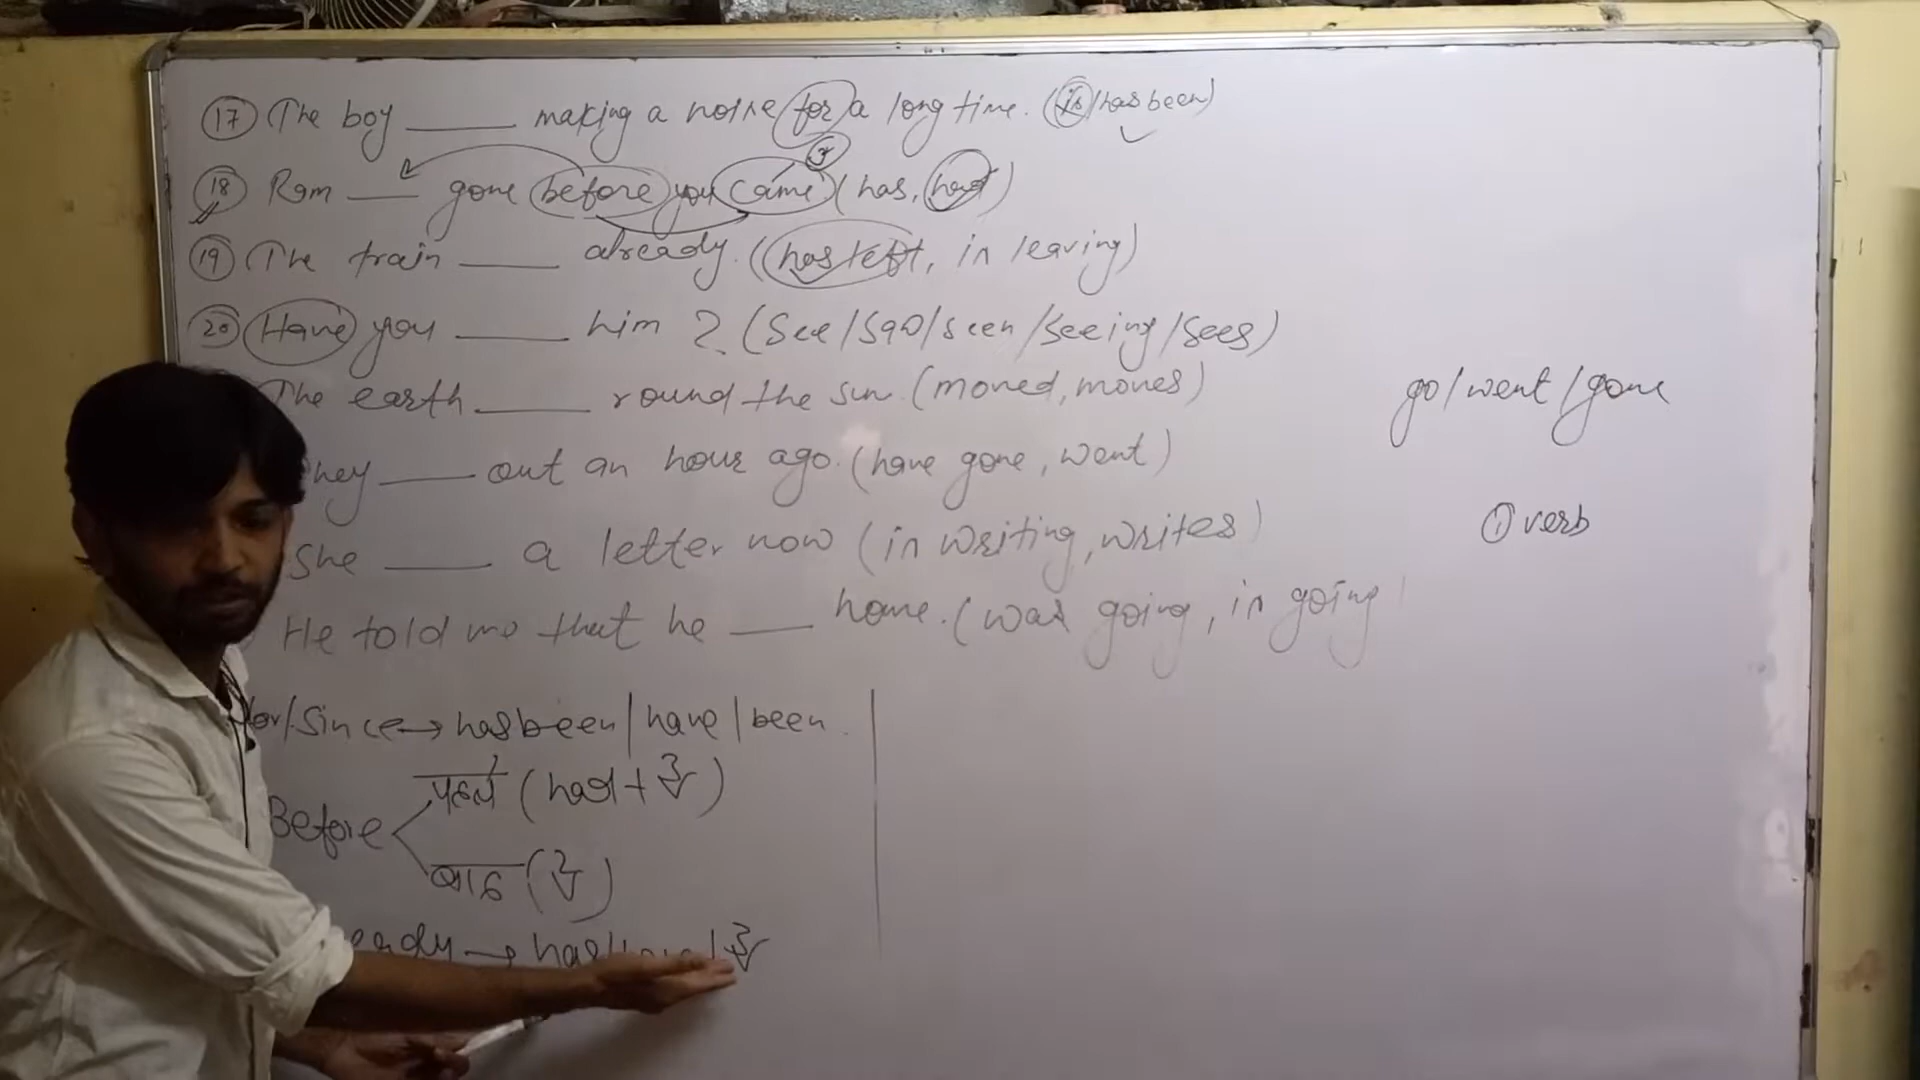 17 The boy ____ making a noise for a long time. (is/has been)
18 Ram ____ gone before you came (has, had)
19 The train ____ already. (has left, is leaving)
20 Have you ____ him ? (See/Saw/seen/seeing/sees)
The earth ____ round the sun. (moved, moves)
hey ____ out an hour ago. (have gone, went)
She ____ a letter now (is writing, writes)
He told me that he ____ home. (was going, is going
go/went/gone
① verb
for/Since → has been/have/been
Before
पहले (had + V3)
बाद (V2)
eady → has/ /V3